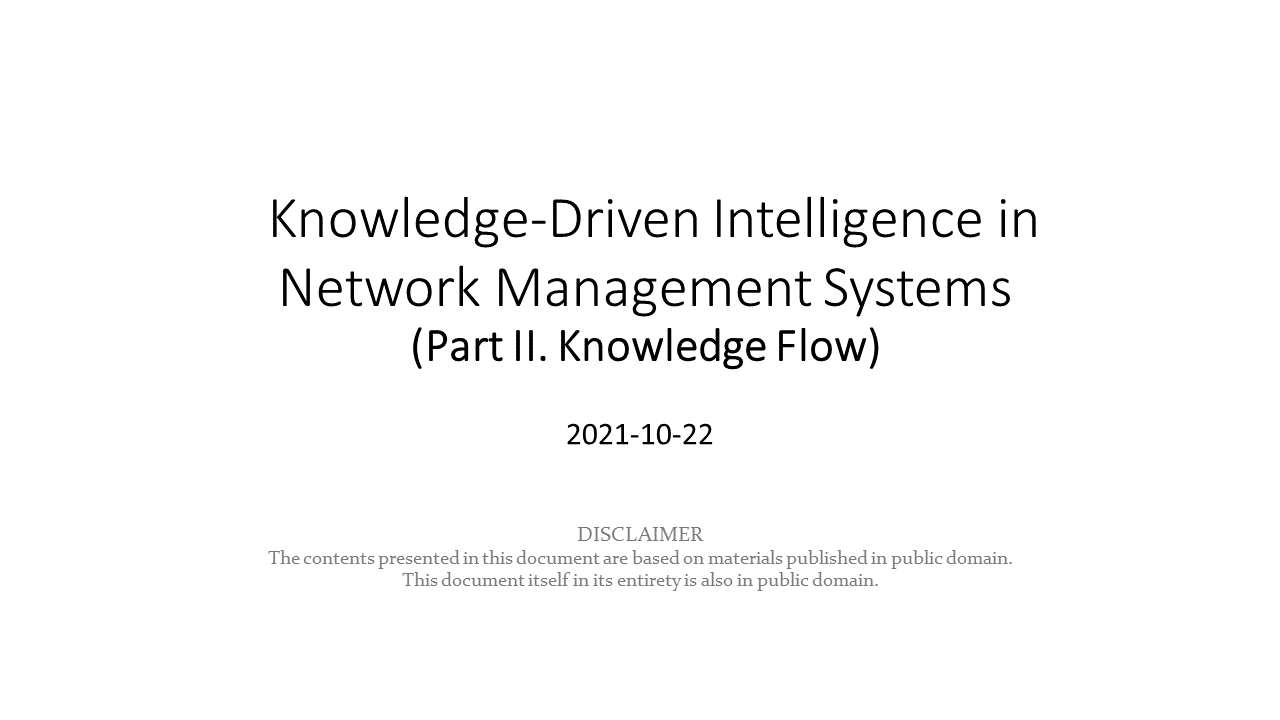 Knowledge-Driven Intelligence in
Network Management Systems
(Part II. Knowledge Flow)
2021-10-22
DISCLAIMER
The contents presented in this document are based on materials published in public domain.
This document itself in its entirety is also in public domain.